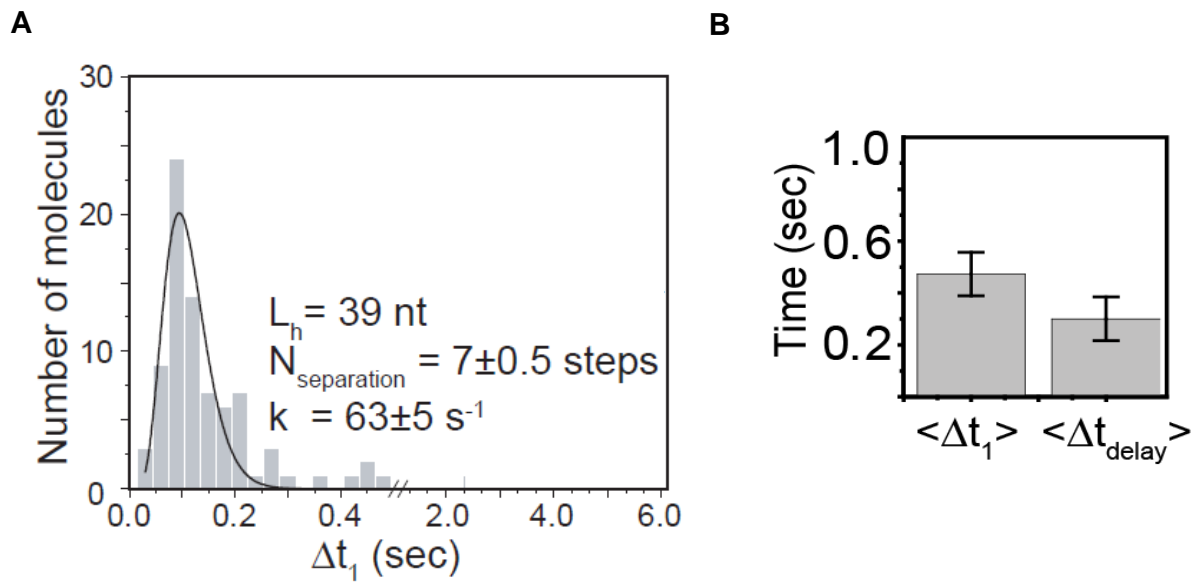 A
B
30
20
10
0
Number of molecules
L_h = 39 nt
N_separation = 7±0.5 steps
k = 63±5 s⁻¹
0.0 0.2 0.4 2.0 4.0 6.0
Δt₁ (sec)
1.0
0.6
0.2
Time (sec)
<Δt₁> <Δt_delay>